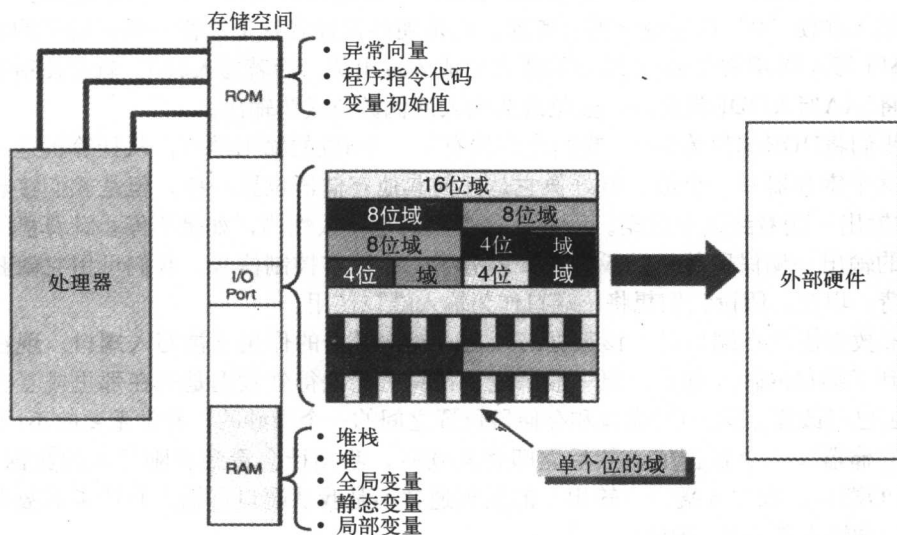 存储空间
ROM
• 异常向量
• 程序指令代码
• 变量初始值
处理器
I/O
Port
16位域
8位域 8位域
8位域 4位 域
4位 域 4位 域
外部硬件
单个位的域
RAM
• 堆栈
• 堆
• 全局变量
• 静态变量
• 局部变量